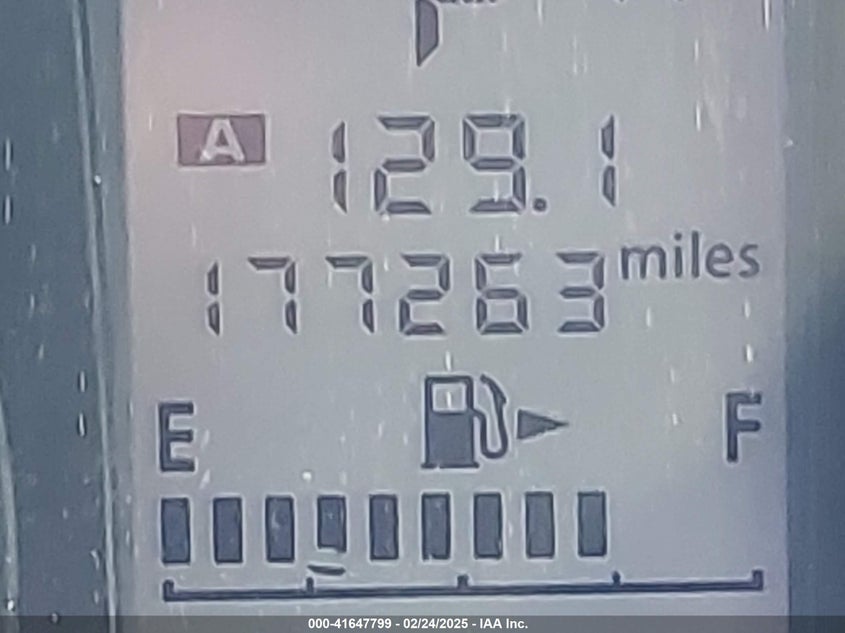 A 129.1
177263 miles
E F
000-41647799 - 02/24/2025 - IAA Inc.